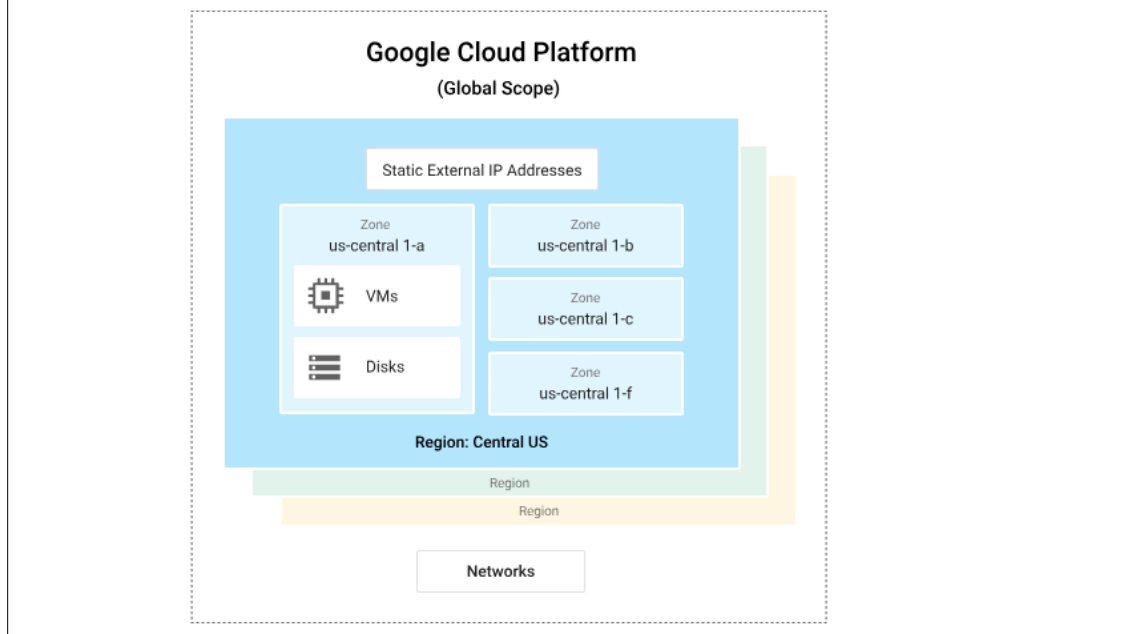 Google Cloud Platform
(Global Scope)
Static External IP Addresses
Zone
us-central 1-a
VMs
Disks
Zone
us-central 1-b
Zone
us-central 1-c
Zone
us-central 1-f
Region: Central US
Region
Region
Networks